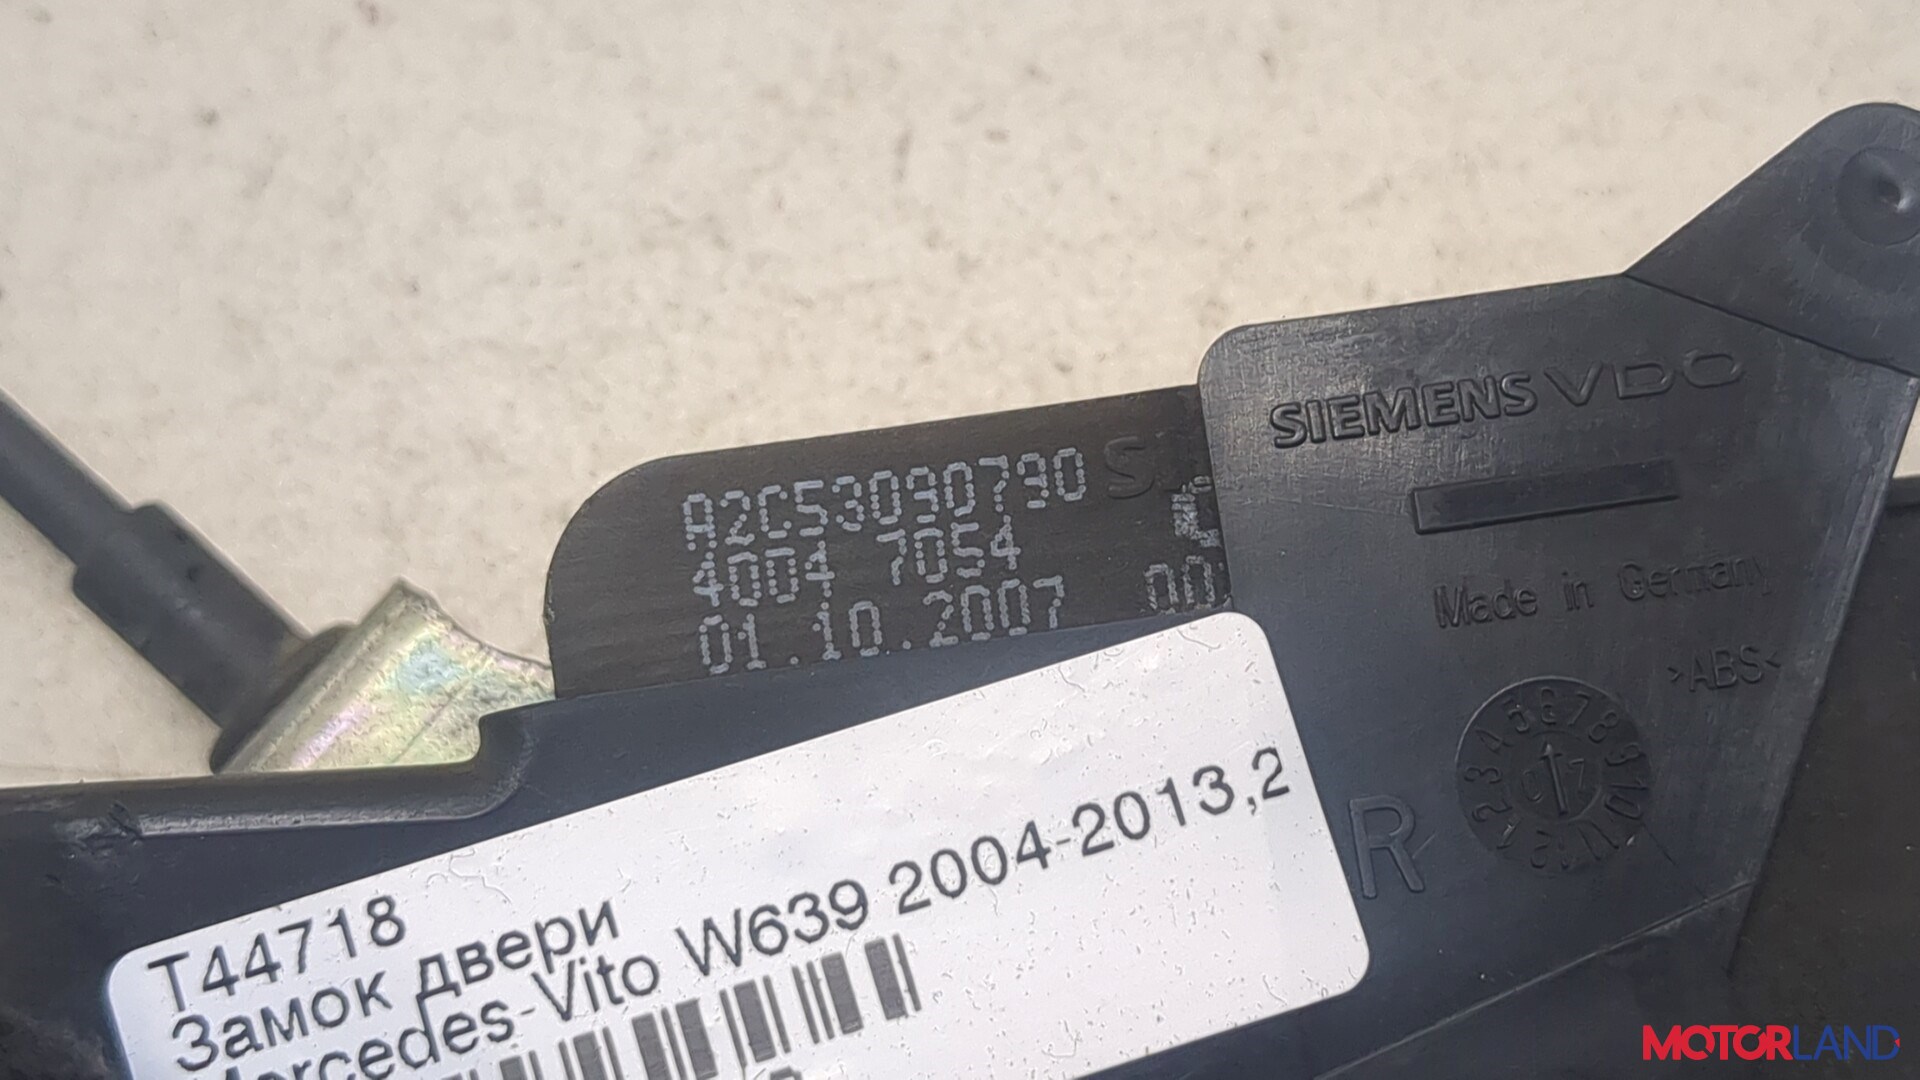 A2C53090790
4004 7054
01.10.2007 00
SIEMENS VDO
Made in Germany
>ABS<
R
T44718
Замок двери
Mercedes-Vito W639 2004-2013,2
MOTORLAND